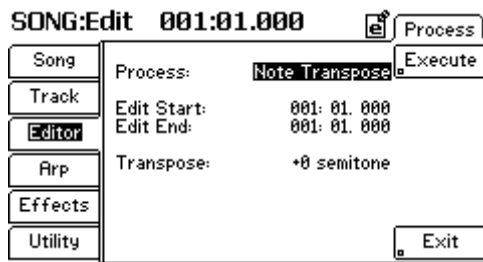 SONG:Edit 001:01.000 e Process
Song
Track
Editor
Arp
Effects
Utility
Process: Note Transpose
Edit Start: 001: 01. 000
Edit End: 001: 01. 000
Transpose: +0 semitone
Execute
Exit